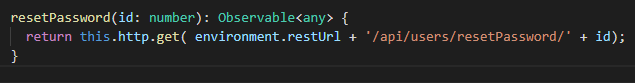 resetPassword(id: number): Observable<any> {
return this.http.get( environment.restUrl + '/api/users/resetPassword/' + id);
}